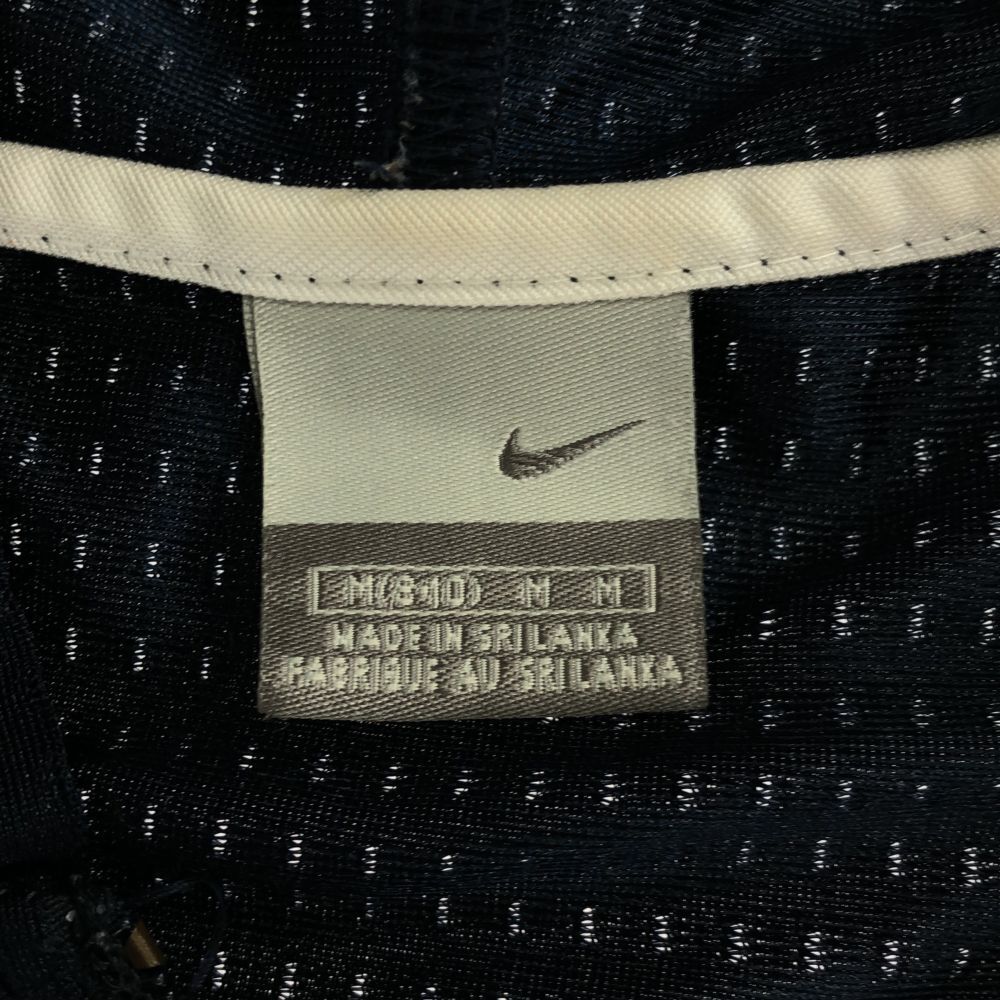 M(8-10) M M
MADE IN SRI LANKA
FABRIQUE AU SRI LANKA